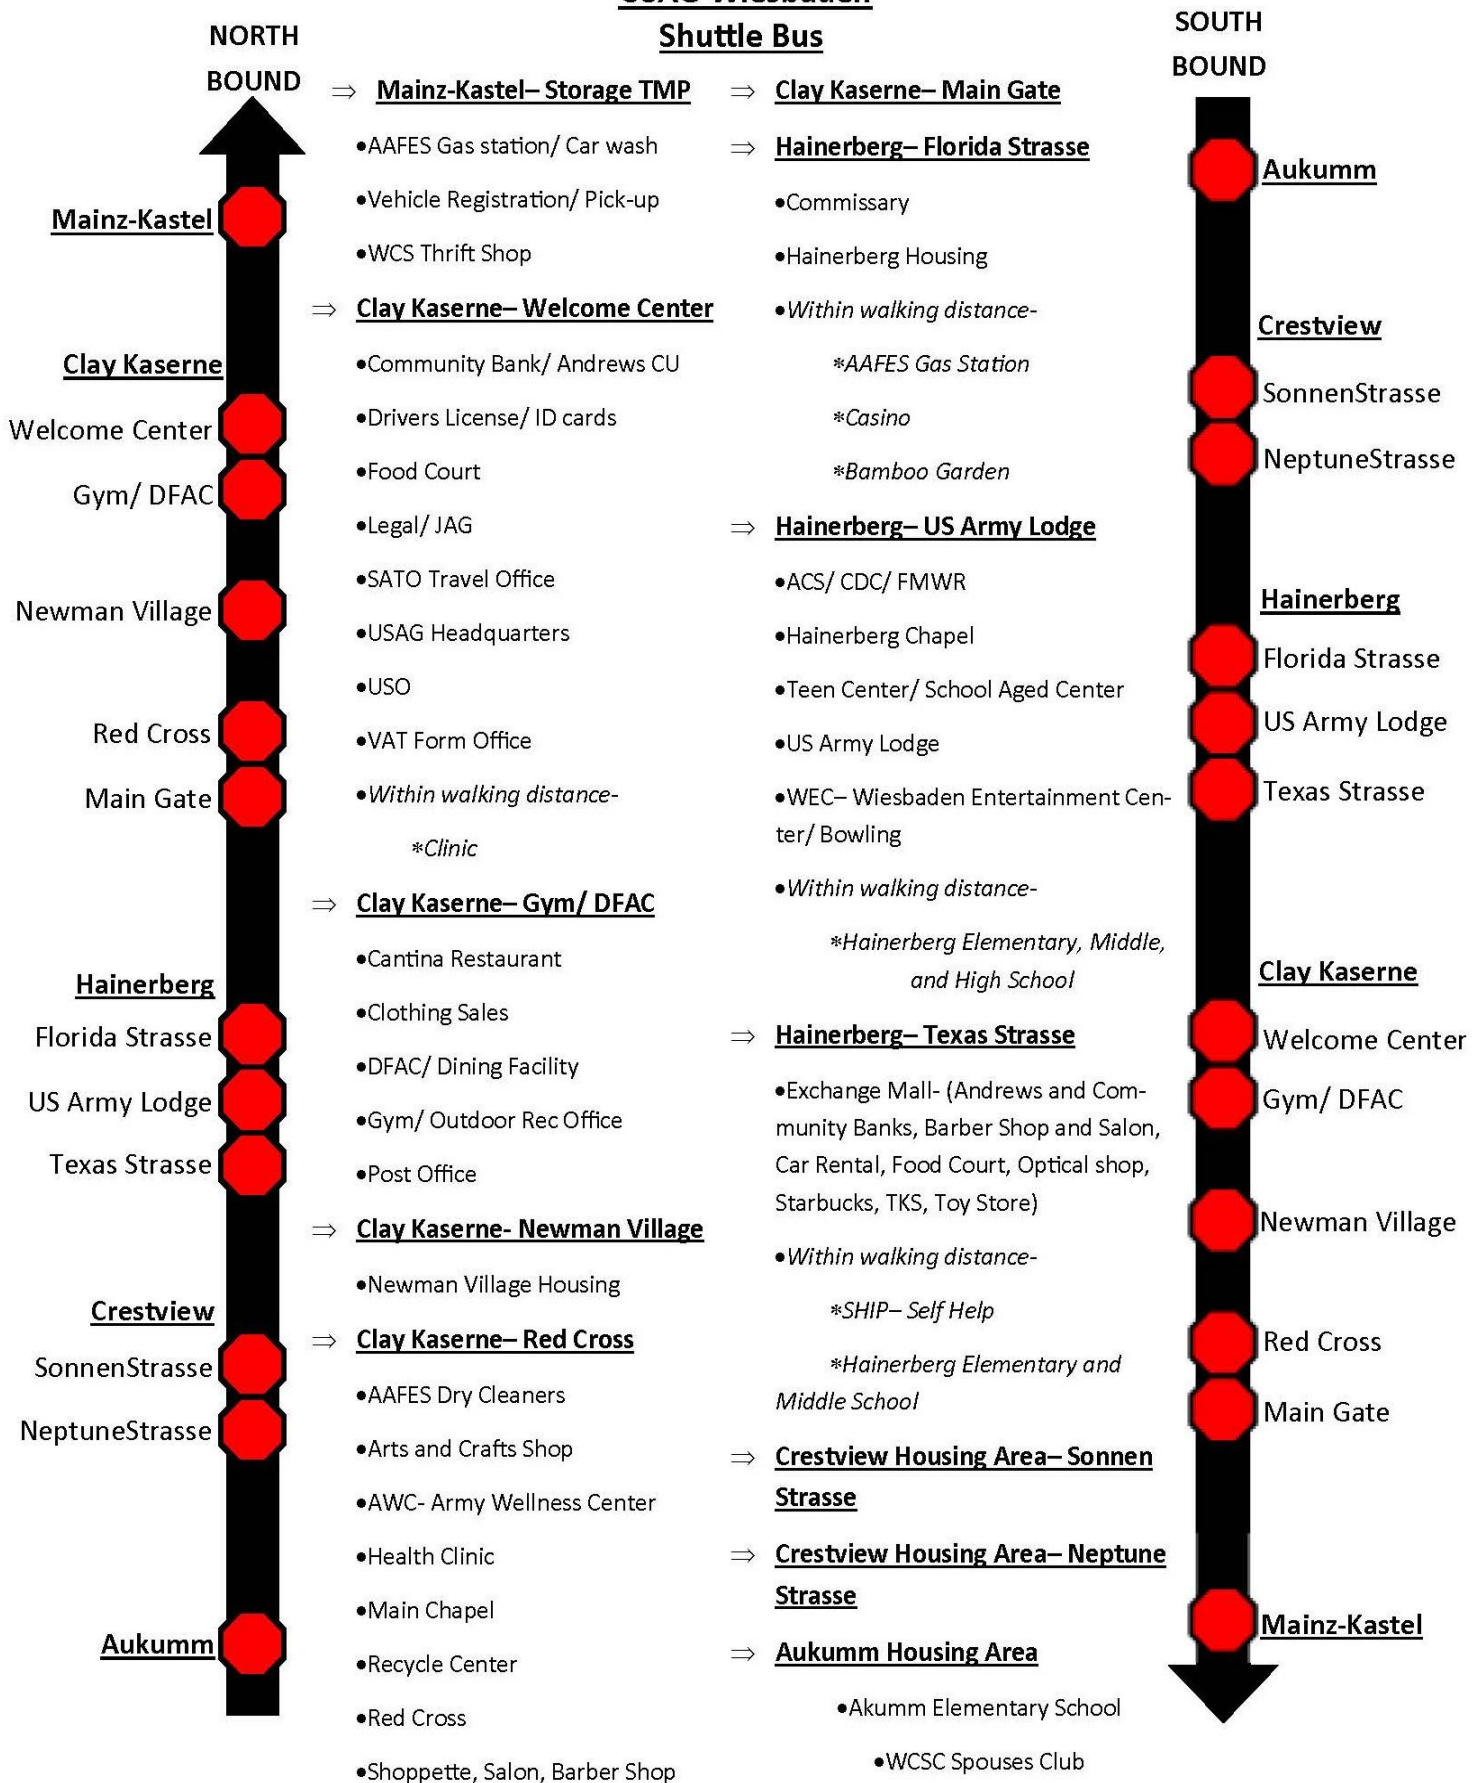 Shuttle Bus
NORTH
BOUND
Mainz-Kastel
Clay Kaserne
Welcome Center
Gym/ DFAC
Newman Village
Red Cross
Main Gate
Hainerberg
Florida Strasse
US Army Lodge
Texas Strasse
Crestview
SonnenStrasse
NeptuneStrasse
Aukumm
⇒ Mainz-Kastel– Storage TMP
•AAFES Gas station/ Car wash
•Vehicle Registration/ Pick-up
•WCS Thrift Shop
⇒ Clay Kaserne– Welcome Center
•Community Bank/ Andrews CU
•Drivers License/ ID cards
•Food Court
•Legal/ JAG
•SATO Travel Office
•USAG Headquarters
•USO
•VAT Form Office
•Within walking distance-
*Clinic
⇒ Clay Kaserne– Gym/ DFAC
•Cantina Restaurant
•Clothing Sales
•DFAC/ Dining Facility
•Gym/ Outdoor Rec Office
•Post Office
⇒ Clay Kaserne- Newman Village
•Newman Village Housing
⇒ Clay Kaserne– Red Cross
•AAFES Dry Cleaners
•Arts and Crafts Shop
•AWC- Army Wellness Center
•Health Clinic
•Main Chapel
•Recycle Center
•Red Cross
•Shoppette, Salon, Barber Shop
⇒ Clay Kaserne– Main Gate
⇒ Hainerberg– Florida Strasse
•Commissary
•Hainerberg Housing
•Within walking distance-
*AAFES Gas Station
*Casino
*Bamboo Garden
⇒ Hainerberg– US Army Lodge
•ACS/ CDC/ FMWR
•Hainerberg Chapel
•Teen Center/ School Aged Center
•US Army Lodge
•WEC– Wiesbaden Entertainment Cen-
ter/ Bowling
•Within walking distance-
*Hainerberg Elementary, Middle,
and High School
⇒ Hainerberg– Texas Strasse
•Exchange Mall- (Andrews and Com-
munity Banks, Barber Shop and Salon,
Car Rental, Food Court, Optical shop,
Starbucks, TKS, Toy Store)
•Within walking distance-
*SHIP– Self Help
*Hainerberg Elementary and
Middle School
⇒ Crestview Housing Area– Sonnen
Strasse
⇒ Crestview Housing Area– Neptune
Strasse
⇒ Aukumm Housing Area
•Akumm Elementary School
•WCSC Spouses Club
SOUTH
BOUND
Aukumm
Crestview
SonnenStrasse
NeptuneStrasse
Hainerberg
Florida Strasse
US Army Lodge
Texas Strasse
Clay Kaserne
Welcome Center
Gym/ DFAC
Newman Village
Red Cross
Main Gate
Mainz-Kastel